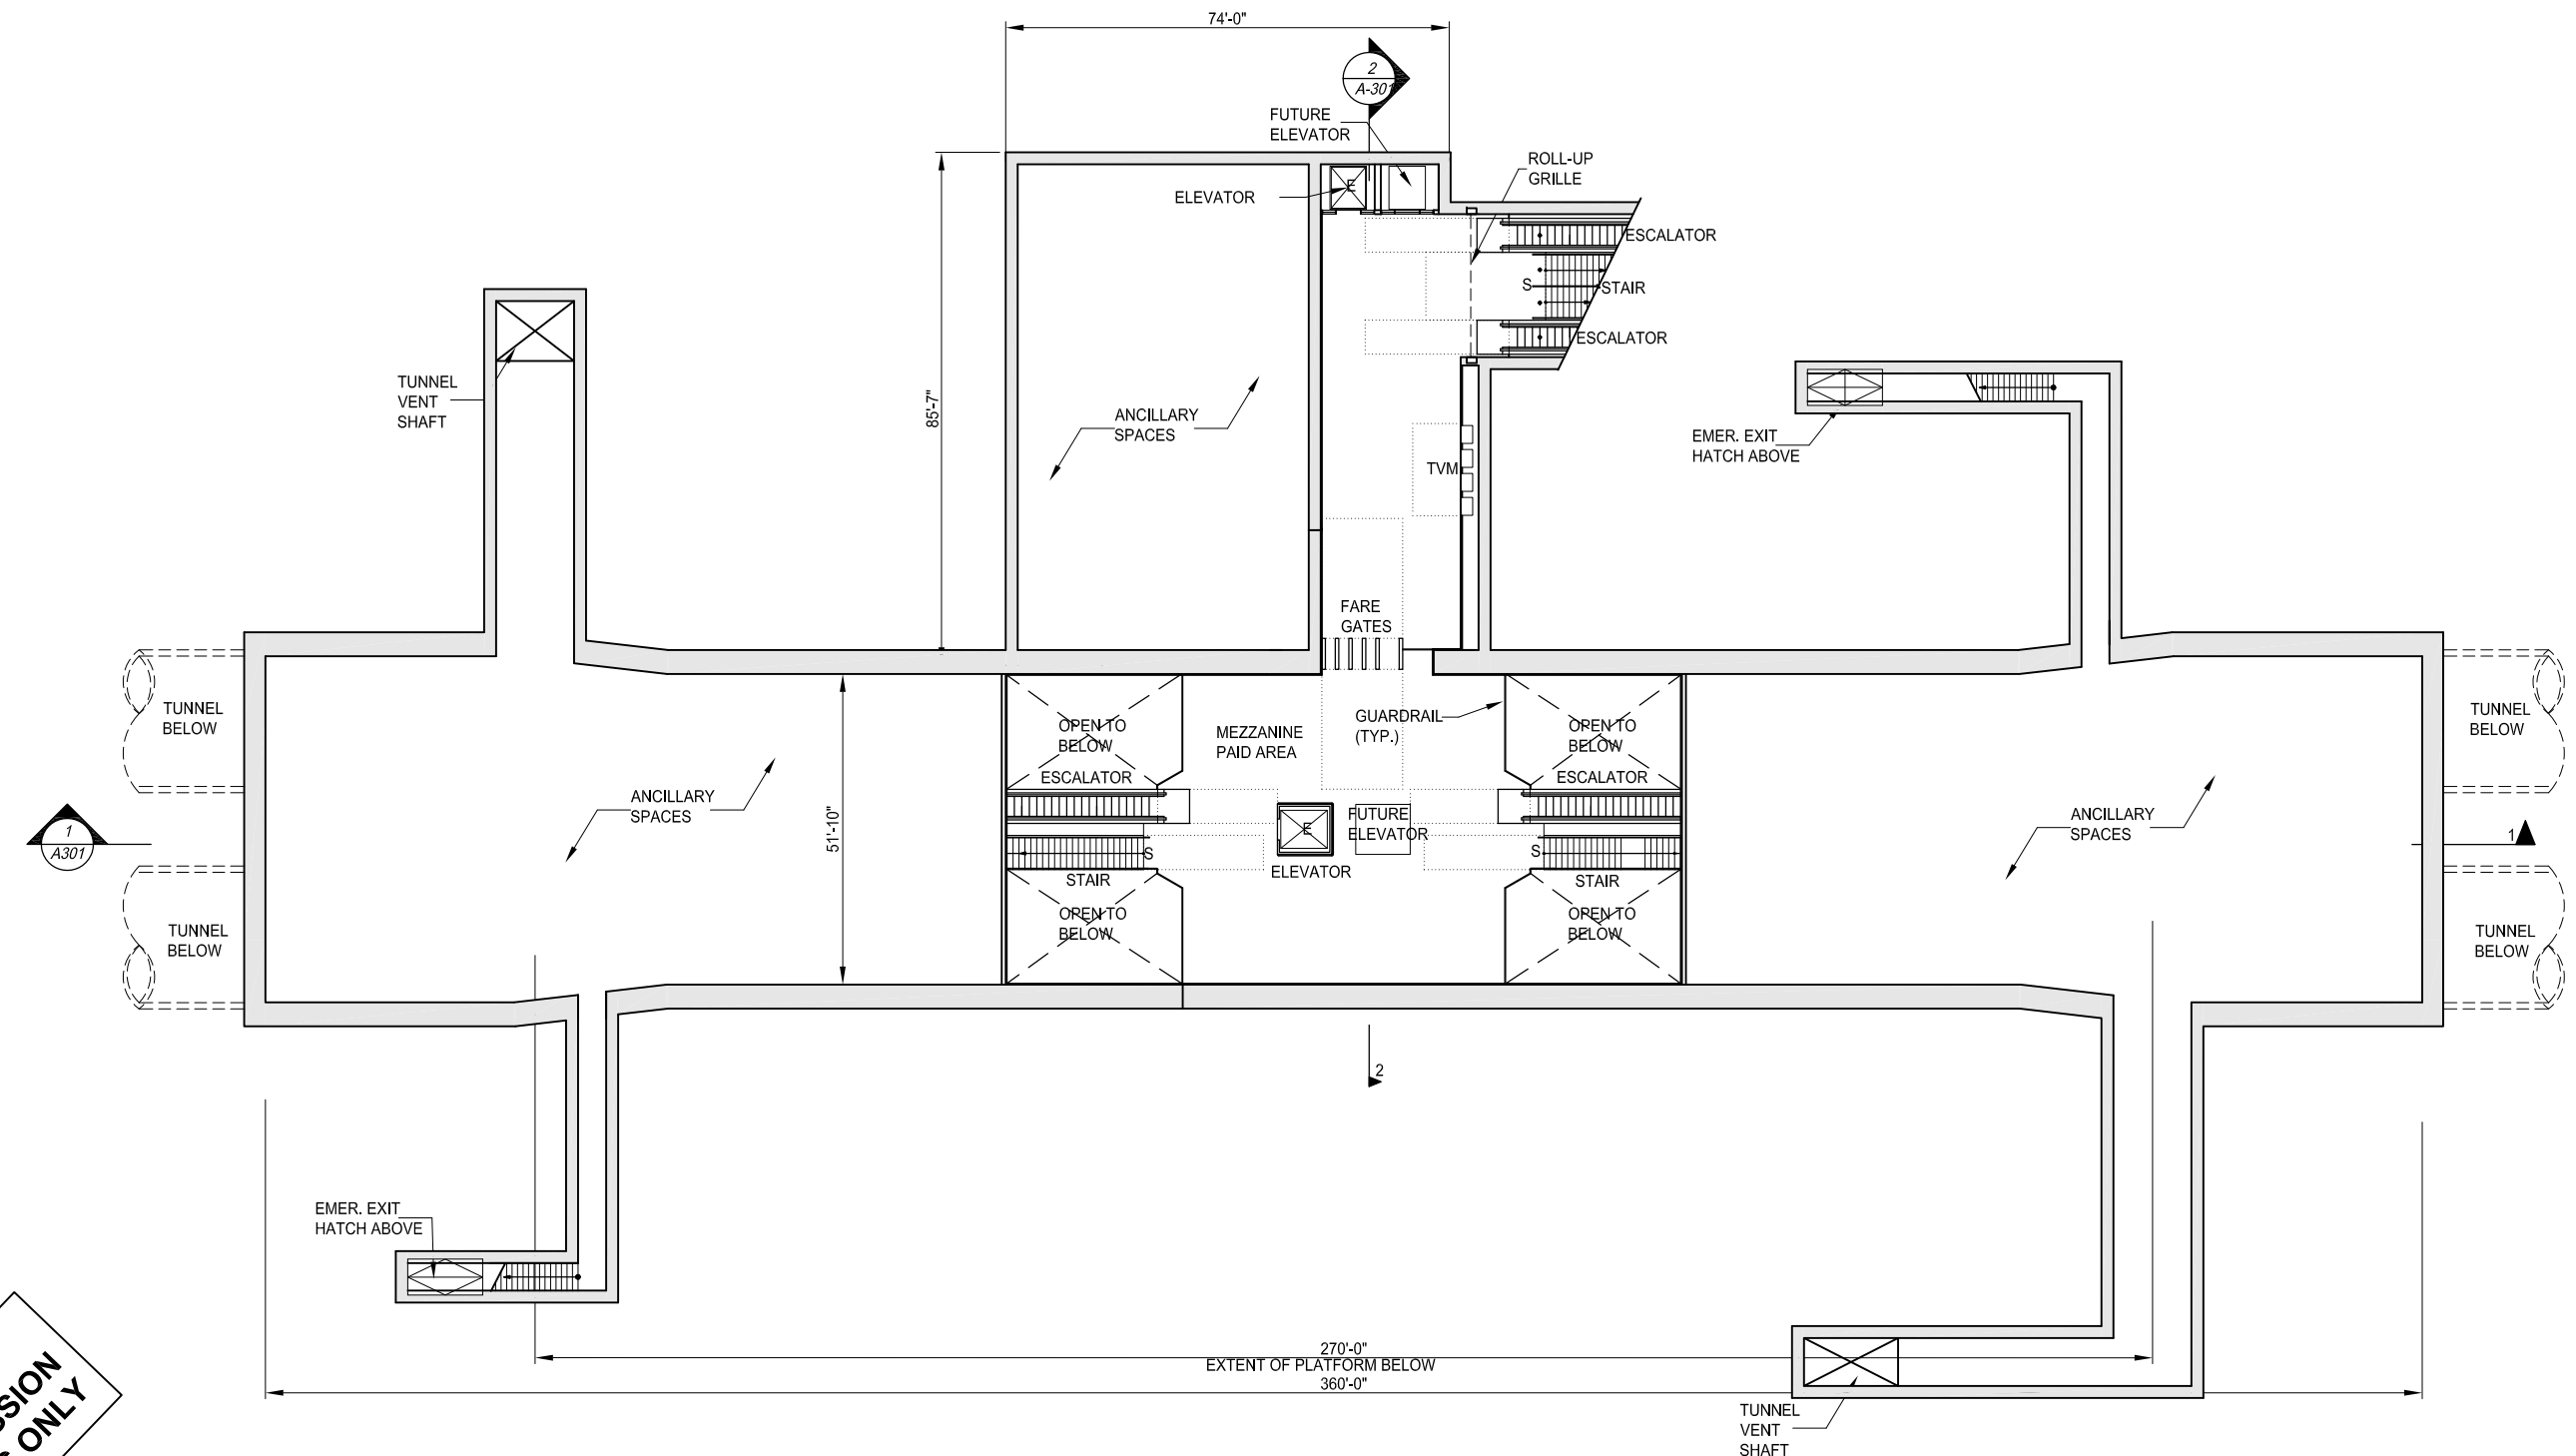 74'-0"
2
A-301
FUTURE
ELEVATOR
ROLL-UP
GRILLE
ELEVATOR
E
ESCALATOR
S
STAIR
ESCALATOR
TUNNEL
VENT
SHAFT
85'-7"
ANCILLARY
SPACES
TVM
EMER. EXIT
HATCH ABOVE
FARE
GATES
TUNNEL
BELOW
OPEN TO
BELOW
MEZZANINE
PAID AREA
GUARDRAIL
(TYP.)
OPEN TO
BELOW
TUNNEL
BELOW
ESCALATOR
ESCALATOR
ANCILLARY
SPACES
51'-10"
E
FUTURE
ELEVATOR
ANCILLARY
SPACES
1
A301
1
S
S
STAIR
ELEVATOR
STAIR
OPEN TO
BELOW
OPEN TO
BELOW
TUNNEL
BELOW
TUNNEL
BELOW
2
EMER. EXIT
HATCH ABOVE
270'-0"
EXTENT OF PLATFORM BELOW
360'-0"
TUNNEL
VENT
SHAFT
ONLY